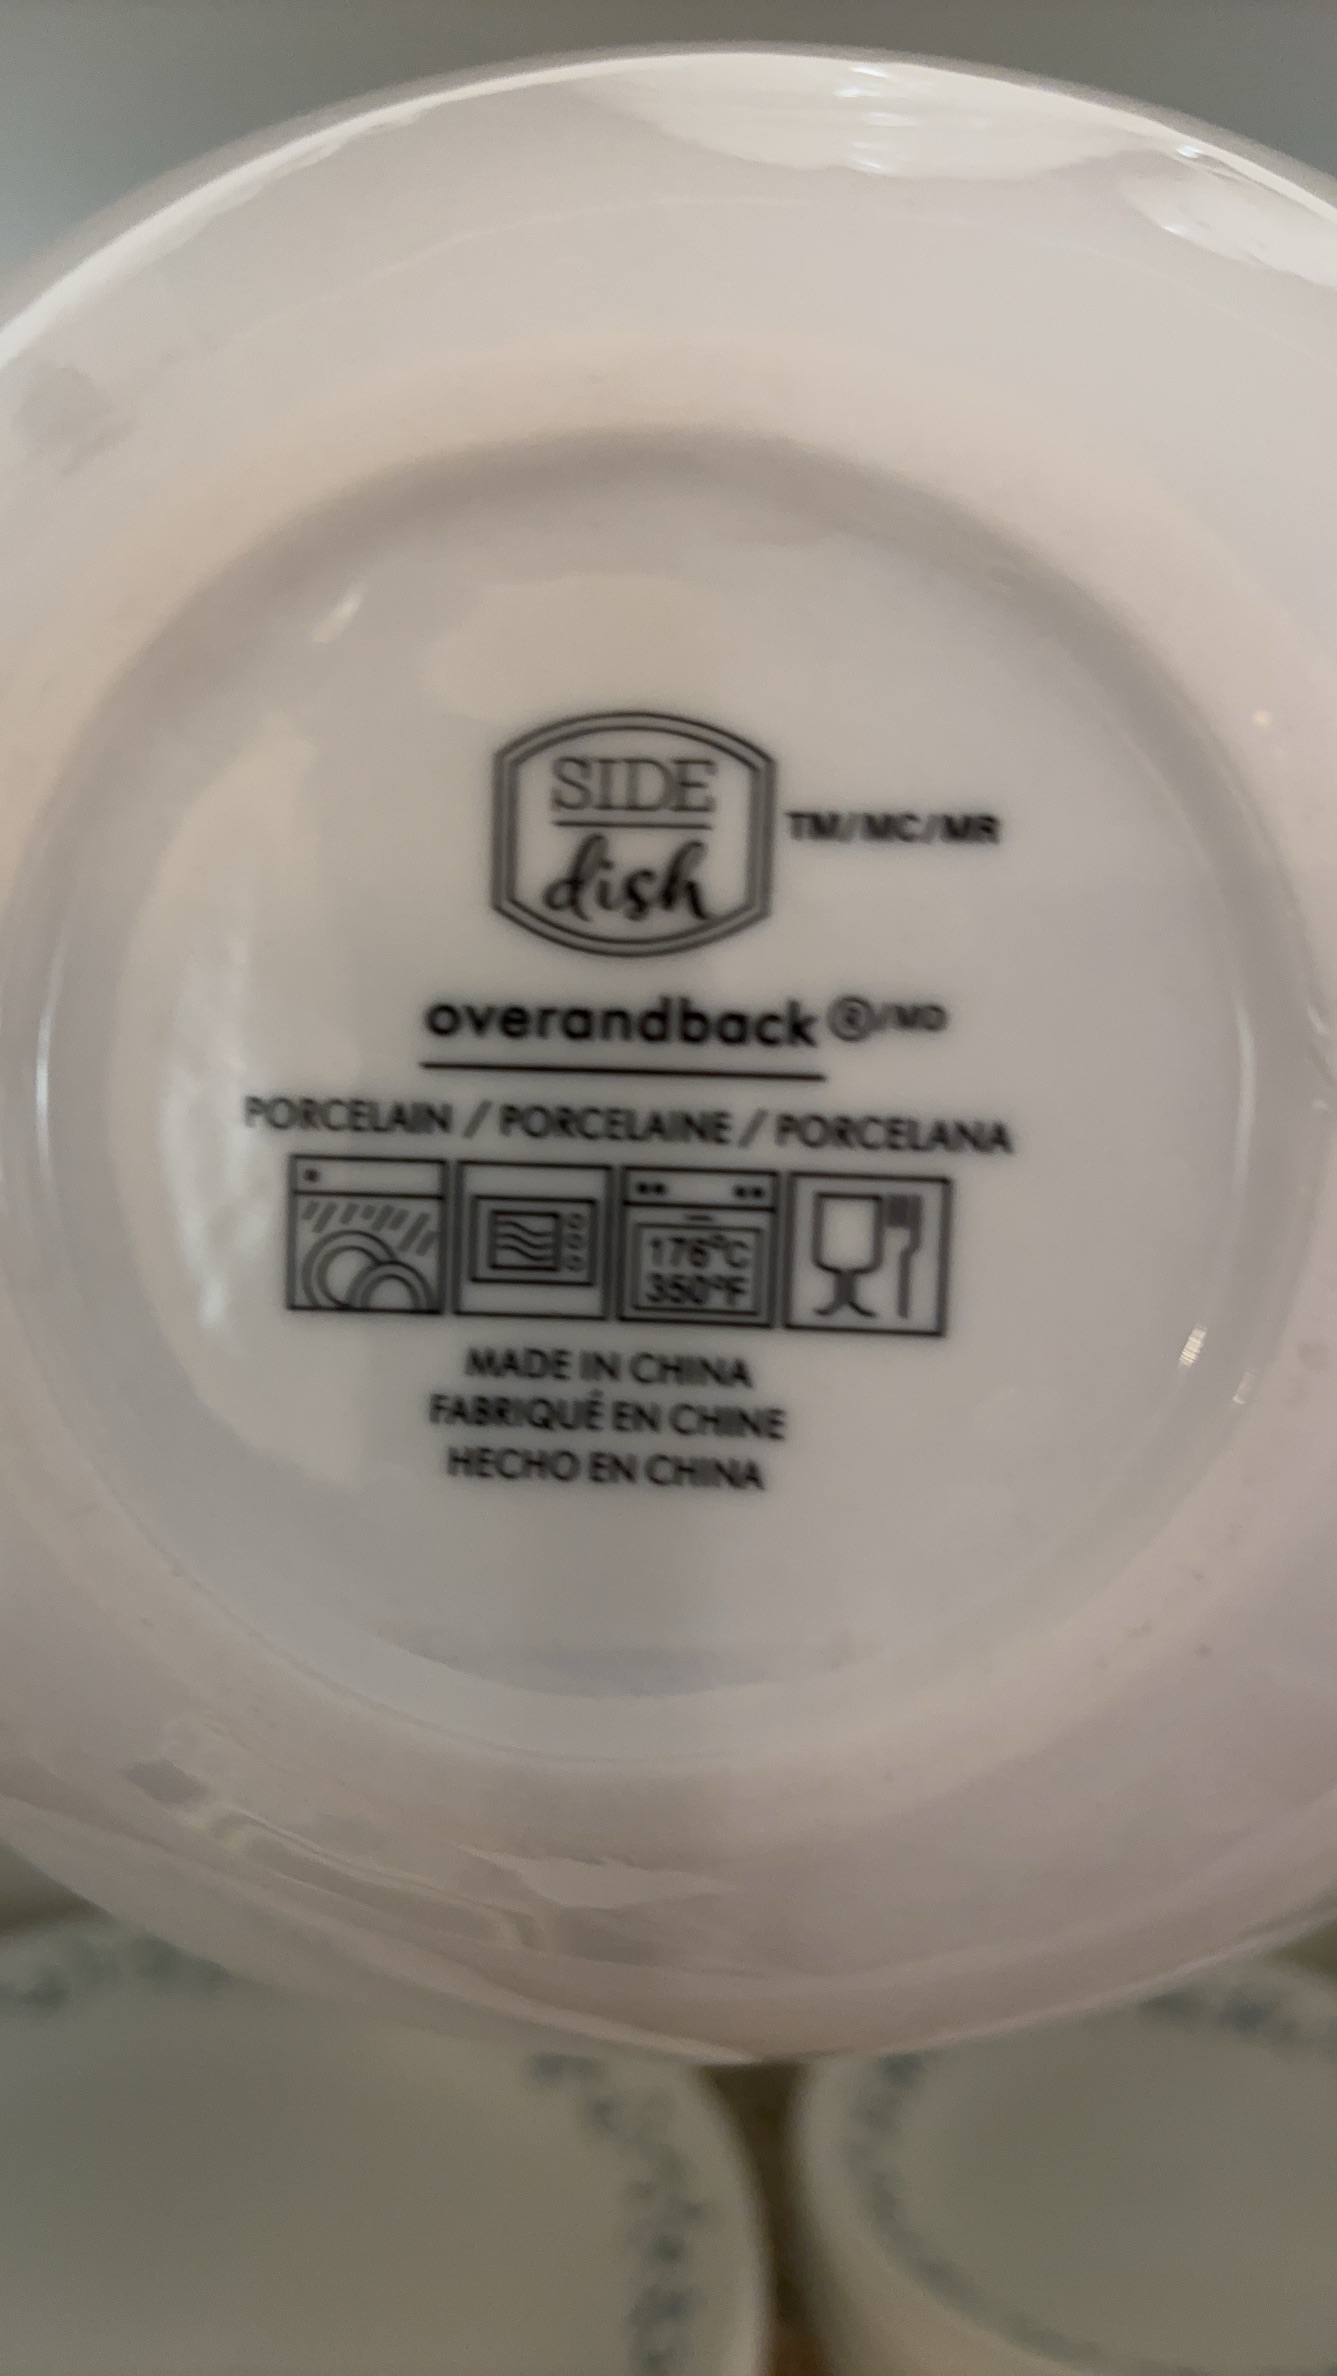 SIDE
dish
TM/MC/MR
overandback®/MD
PORCELAIN / PORCELAINE / PORCELANA
176°C
350°F
MADE IN CHINA
FABRIQUÉ EN CHINE
HECHO EN CHINA